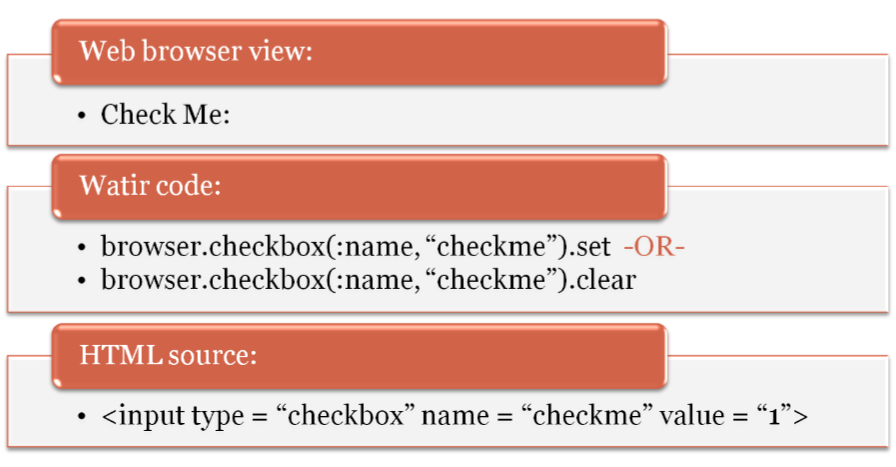 Web browser view:
• Check Me:
Watir code:
• browser.checkbox(:name, “checkme”).set -OR-
• browser.checkbox(:name, “checkme”).clear
HTML source:
• <input type = “checkbox” name = “checkme” value = “1”>